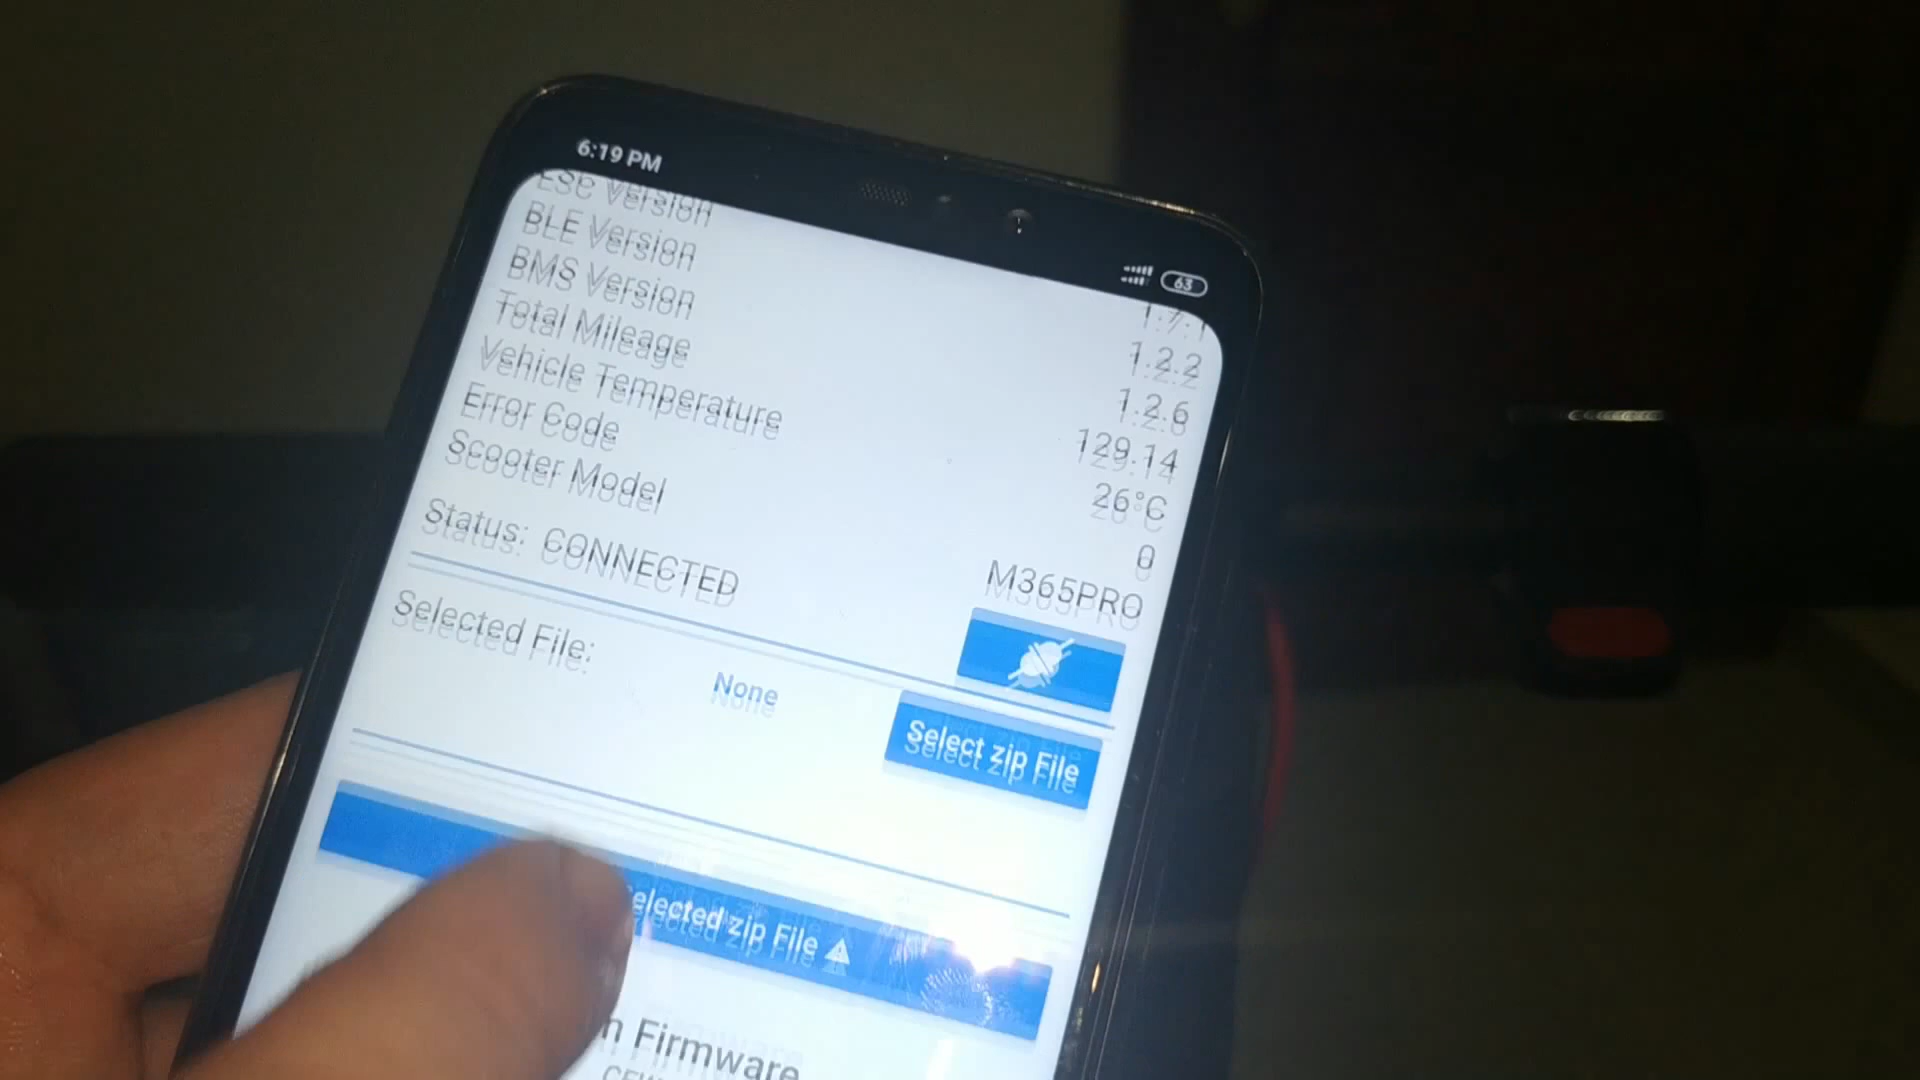 6:19 PM
63
ESC Version 1.7.1
BLE Version 1.2.2
BMS Version 1.2.6
Total Mileage 129.14
Vehicle Temperature 26°C
Error Code 0
Scooter Model M365PRO
Status: CONNECTED
Selected File:
None
Select zip File
elected zip File
n Firmware